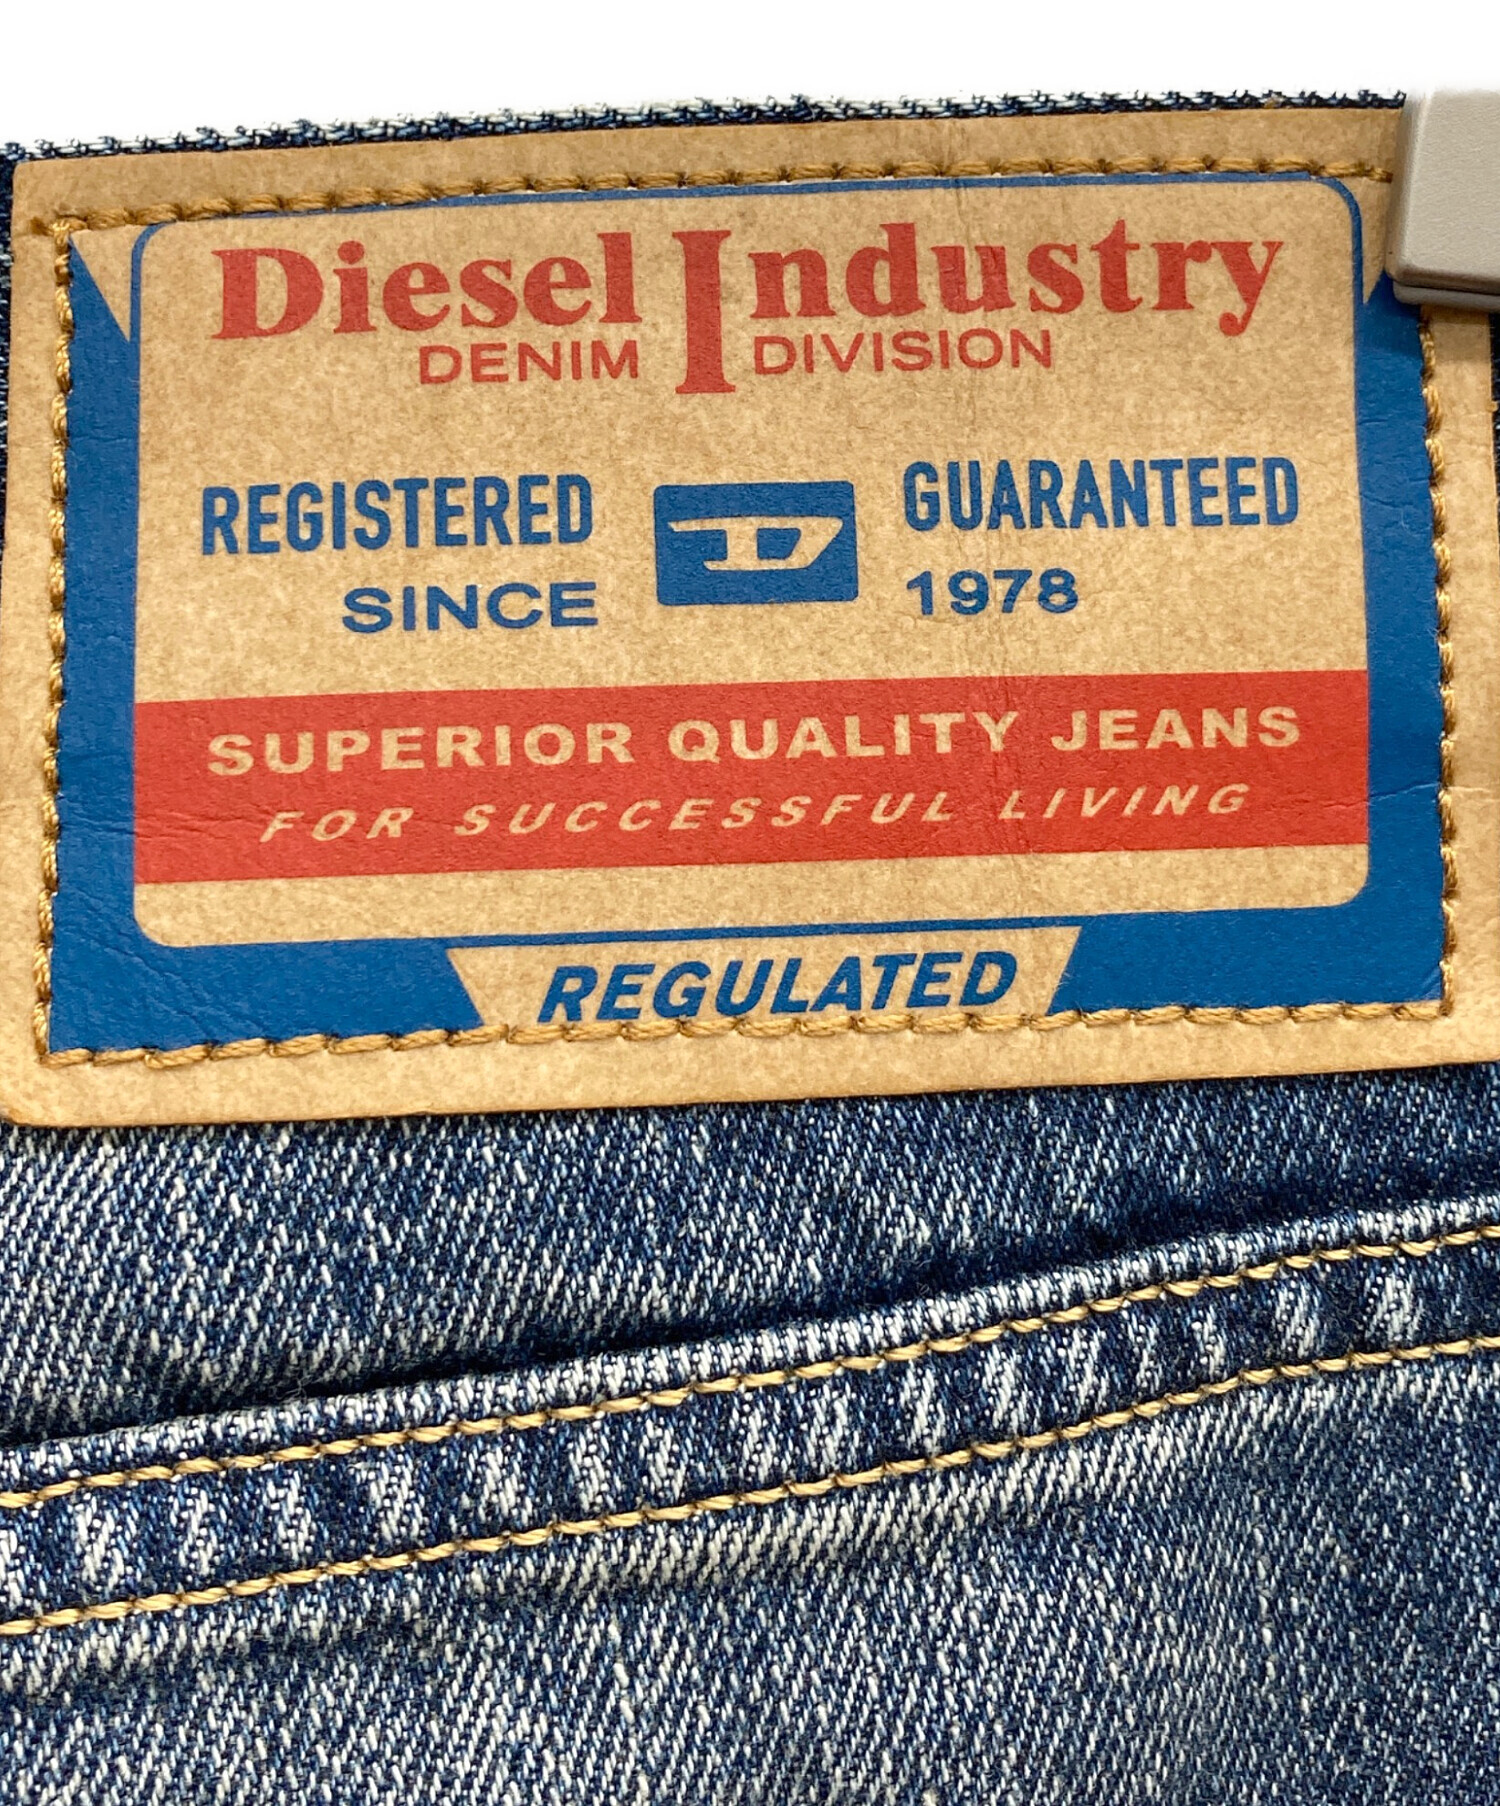 Diesel Industry
DENIM DIVISION
REGISTERED D GUARANTEED
SINCE 1978
SUPERIOR QUALITY JEANS
FOR SUCCESSFUL LIVING
REGULATED